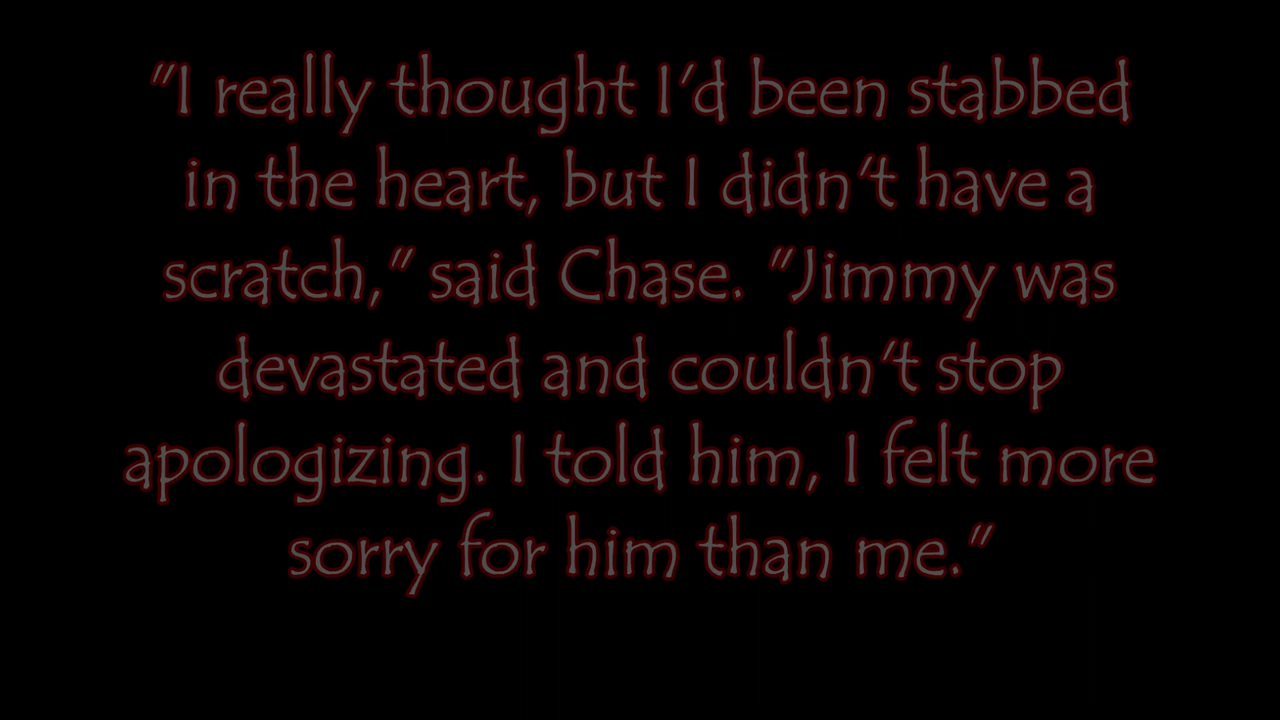 "I really thought I'd been stabbed
in the heart, but I didn't have a
scratch," said Chase. "Jimmy was
devastated and couldn't stop
apologizing. I told him, I felt more
sorry for him than me."